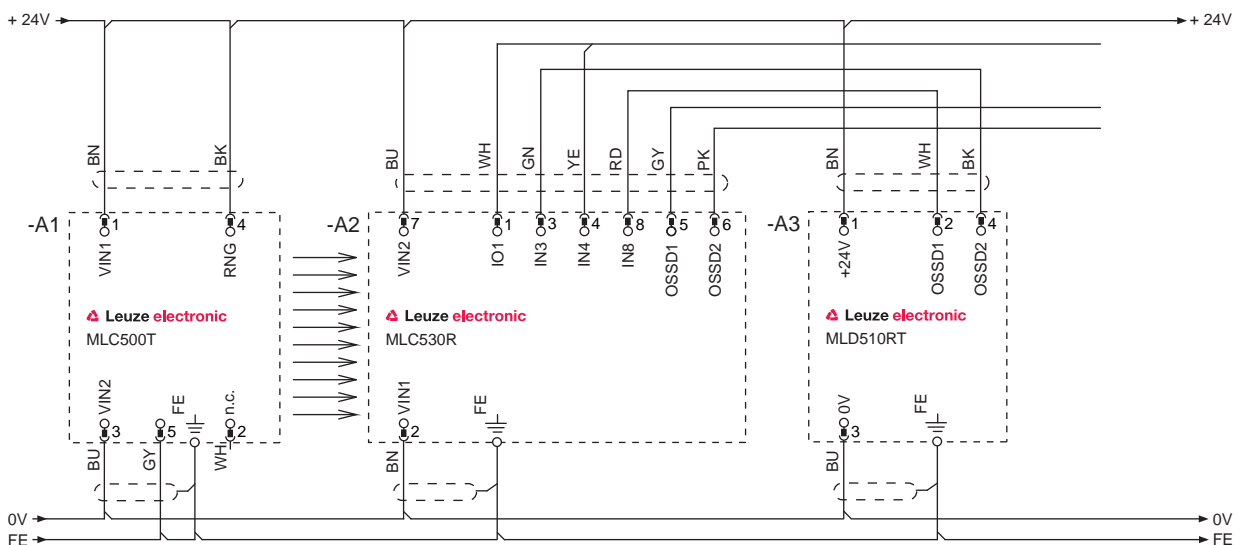 + 24V + 24V
BN BK BU WH GN YE RD GY PK BN WH BK
-A1 1 4 -A2 7 1 3 4 8 5 6 -A3 1 2 4
VIN1 RNG VIN2 IO1 IN3 IN4 IN8 OSSD1 OSSD2 +24V OSSD1 OSSD2
Leuze electronic Leuze electronic Leuze electronic
MLC500T MLC530R MLD510RT
VIN2 FE n.c. VIN1 FE 0V FE
3 5 2 2 3
BU GY WH BN BU
0V 0V
FE FE